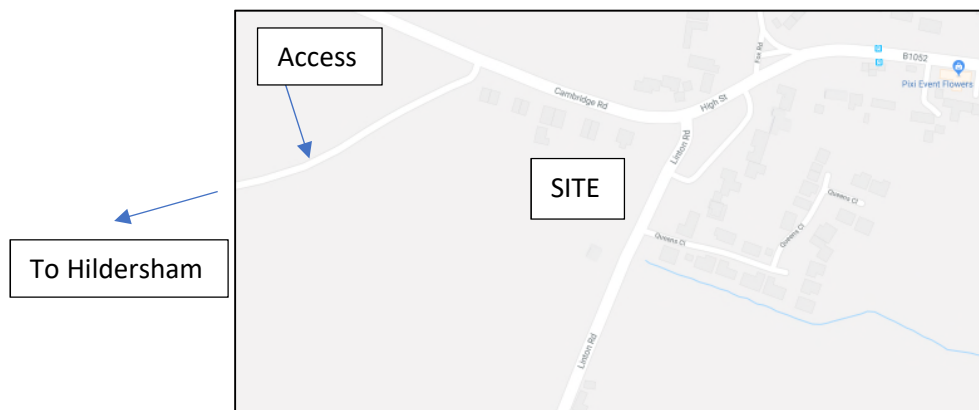 Access
Cambridge Rd
High St
Fox Rd
B1052
Pixi Event Flowers
Linton Rd
SITE
To Hildersham
Queens Cl
Queens Cl
Queens Cl
Linton Rd